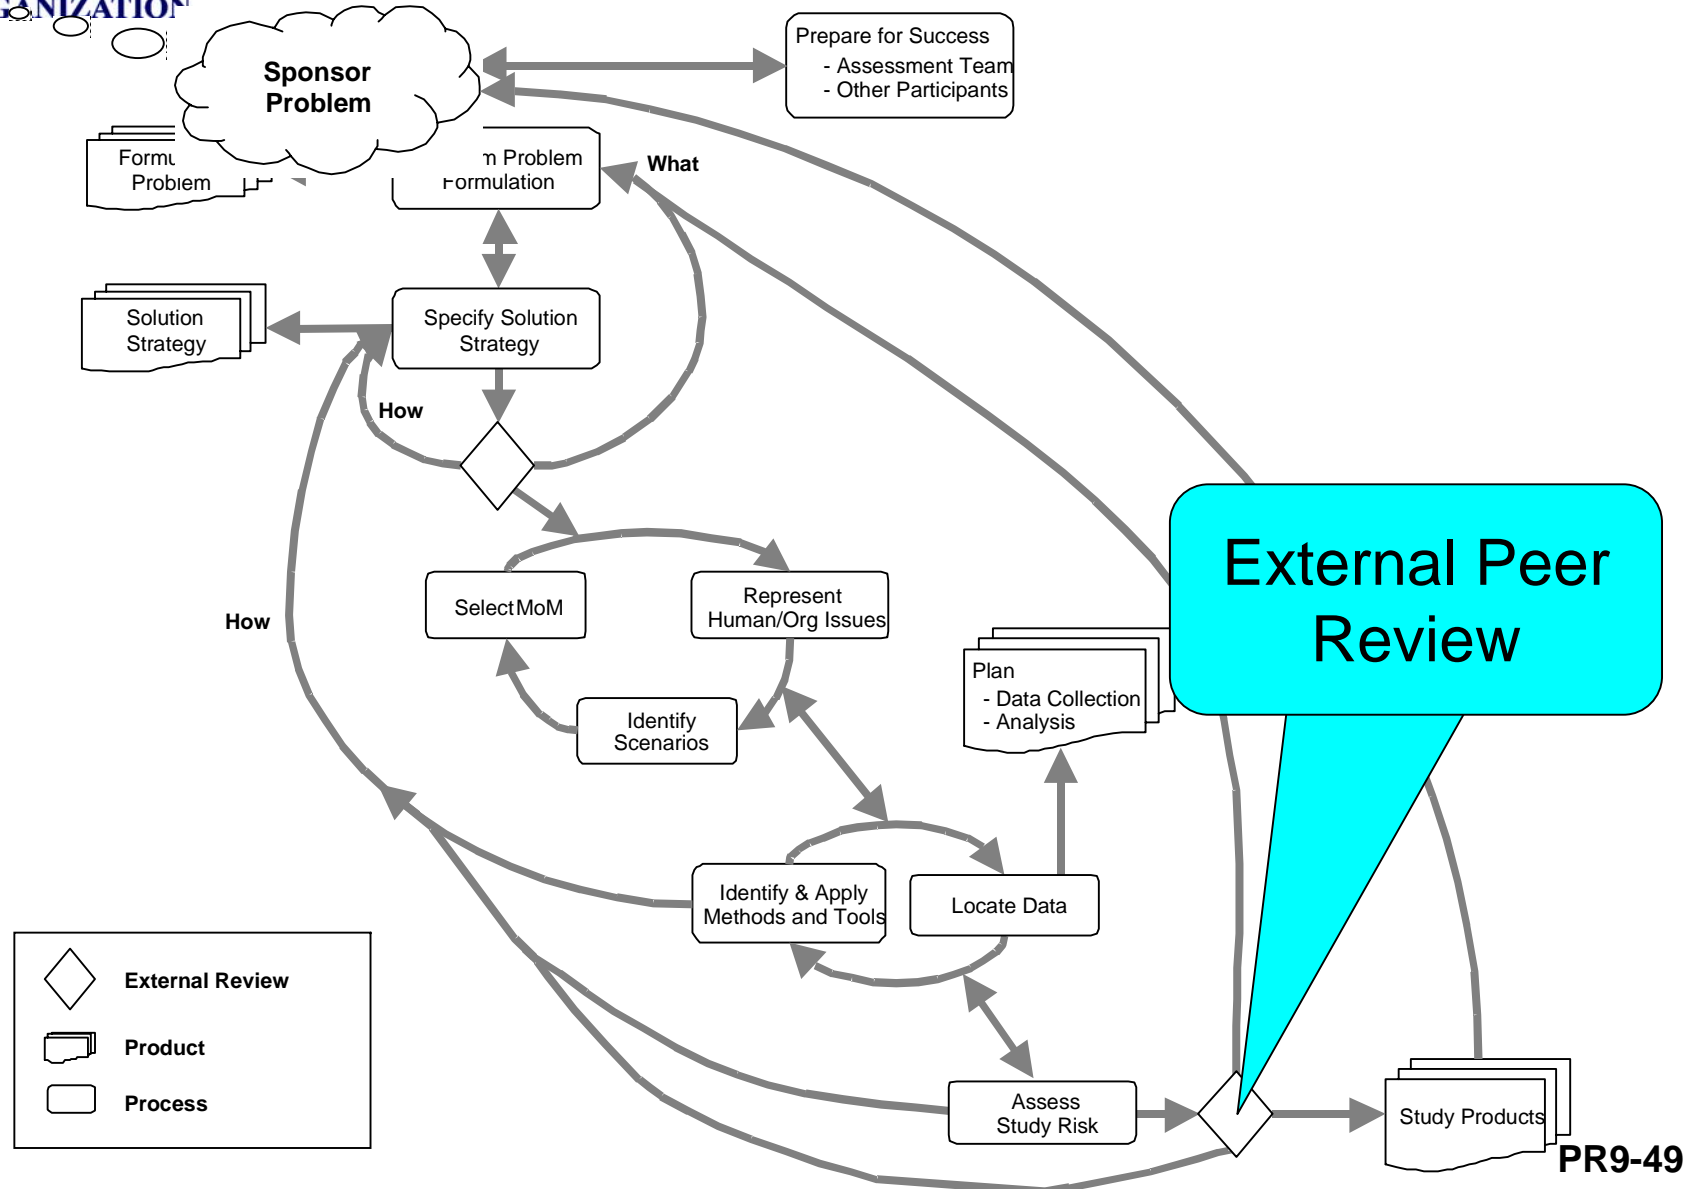 GANIZATION
Sponsor
Problem
Prepare for Success
- Assessment Team
- Other Participants
Problem
m Problem
Formulation
What
Solution
Strategy
Specify Solution
Strategy
How
External Peer
Review
Select MoM
Represent
Human/Org Issues
How
Plan
- Data Collection
- Analysis
Identify
Scenarios
Identify & Apply
Methods and Tools
Locate Data
External Review
Product
Process
Assess
Study Risk
Study Products
PR9-49